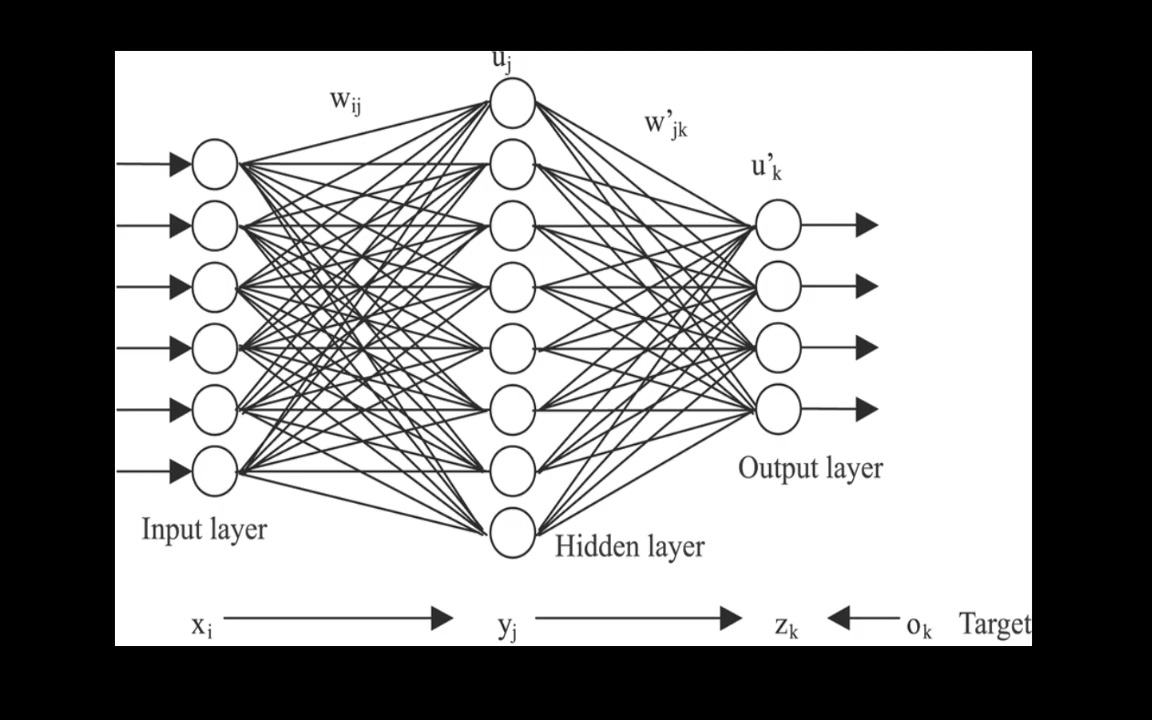 uj
wij
w’jk
u’k
Output layer
Input layer
Hidden layer
xi yj zk ok Target